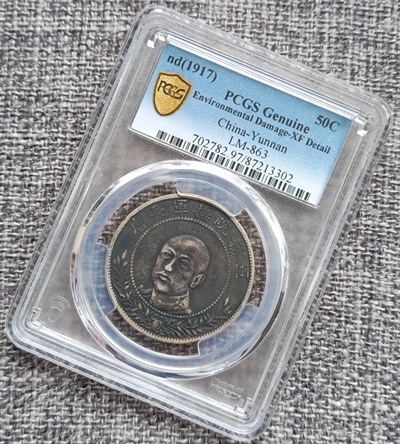 nd(1917) 50C
PCGS
PCGS Genuine
Environmental Damage-XF Detail
China-Yunnan
LM-863
702782.97/87213302